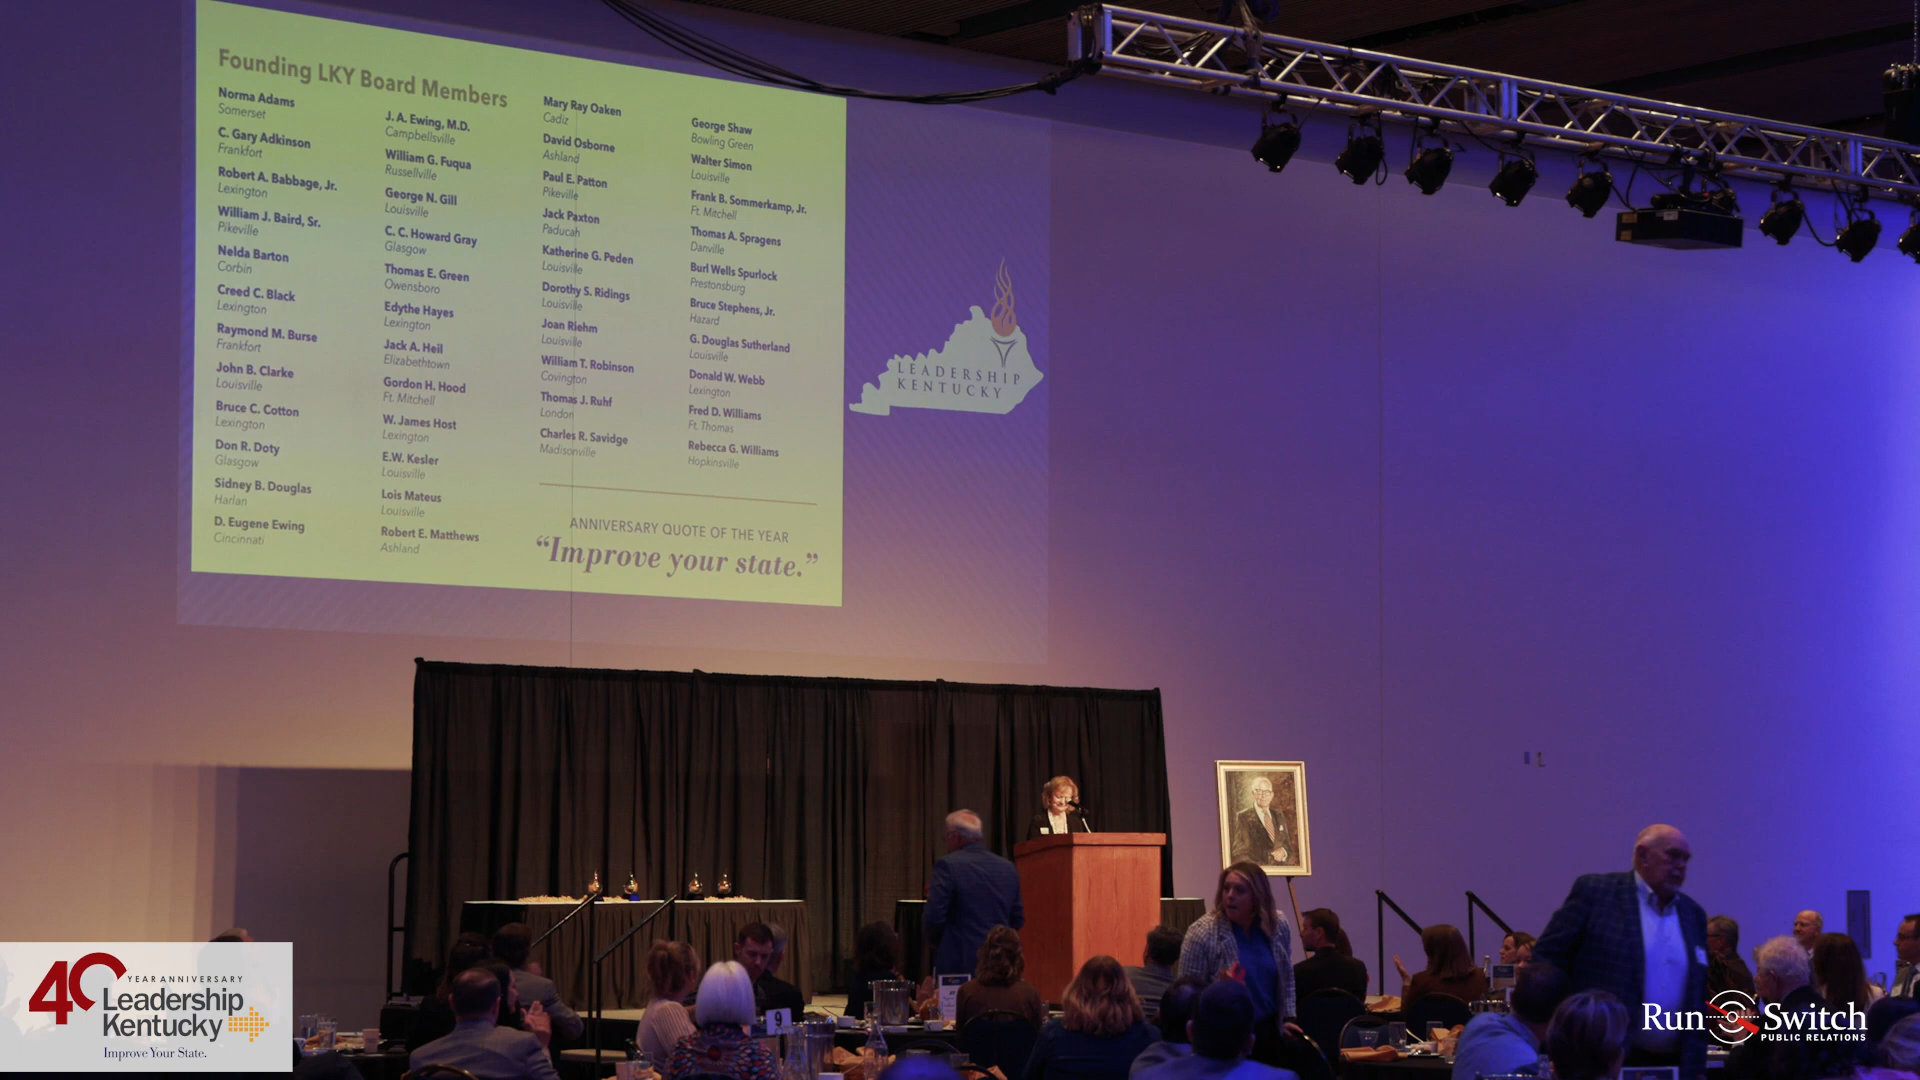 Founding LKY Board Members
Norma Adams
Somerset
C. Gary Adkinson
Frankfort
Robert A. Babbage, Jr.
Lexington
William J. Baird, Sr.
Pikeville
Nelda Barton
Corbin
Creed C. Black
Lexington
Raymond M. Burse
Frankfort
John B. Clarke
Louisville
Bruce C. Cotton
Lexington
Don R. Doty
Glasgow
Sidney B. Douglas
Harlan
D. Eugene Ewing
Cincinnati
J. A. Ewing, M.D.
Campbellsville
William G. Fuqua
Russellville
George N. Gill
Louisville
C. C. Howard Gray
Glasgow
Thomas E. Green
Owensboro
Edythe Hayes
Lexington
Jack A. Heil
Elizabethtown
Gordon H. Hood
Ft. Mitchell
W. James Host
Lexington
E.W. Kesler
Louisville
Lois Mateus
Louisville
Robert E. Matthews
Ashland
Mary Ray Oaken
Cadiz
David Osborne
Ashland
Paul E. Patton
Pikeville
Jack Paxton
Paducah
Katherine G. Peden
Louisville
Dorothy S. Ridings
Louisville
Joan Riehm
Louisville
William T. Robinson
Covington
Thomas J. Ruhf
London
Charles R. Savidge
Madisonville
George Shaw
Bowling Green
Walter Simon
Louisville
Frank B. Sommerkamp, Jr.
Ft. Mitchell
Thomas A. Spragens
Danville
Burl Wells Spurlock
Prestonsburg
Bruce Stephens, Jr.
Hazard
G. Douglas Sutherland
Louisville
Donald W. Webb
Lexington
Fred D. Williams
Ft. Thomas
Rebecca G. Williams
Hopkinsville
ANNIVERSARY QUOTE OF THE YEAR
“Improve your state.”
LEADERSHIP
KENTUCKY
9
40 YEAR ANNIVERSARY
Leadership
Kentucky
Improve Your State.
Run Switch
PUBLIC RELATIONS